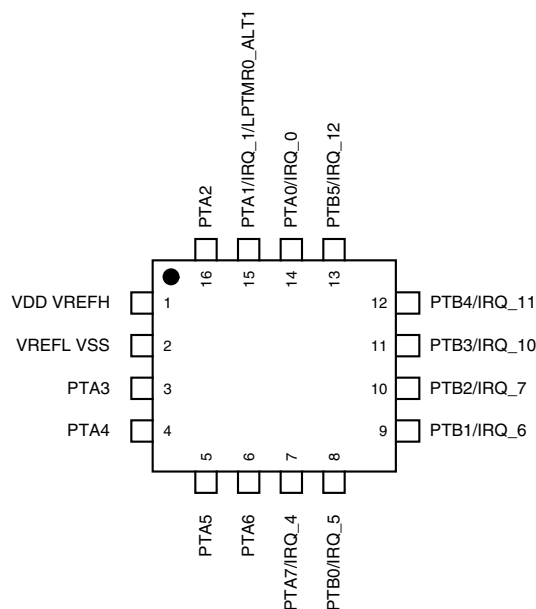 PTA2
PTA1/IRQ_1/LPTMR0_ALT1
PTA0/IRQ_0
PTB5/IRQ_12
16
15
14
13
VDD VREFH
1
12
PTB4/IRQ_11
VREFL VSS
2
11
PTB3/IRQ_10
PTA3
3
10
PTB2/IRQ_7
PTA4
4
9
PTB1/IRQ_6
5
6
7
8
PTA5
PTA6
PTA7/IRQ_4
PTB0/IRQ_5